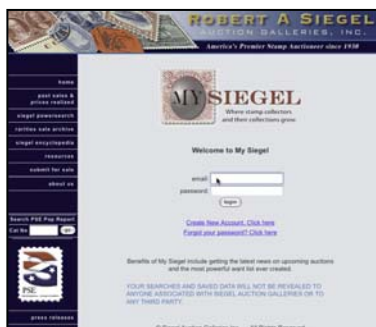 ROBERT A SIEGEL
AUCTION GALLERIES, INC.
America's Premier Stamp Auctioneer since 1930
home
past sales &
prices realized
siegel powersearch
rarities sale archive
siegel encyclopedia
resources
submit for sale
about us
Search PSE Pop Report
Cat No
go
PSE
press releases
MY SIEGEL
Where stamp collectors
and their collections grow.
Welcome to My Siegel
email:
password:
login
Create New Account, Click here
Forgot your password? Click here
Benefits of My Siegel include getting the latest news on upcoming auctions
and the most powerful want list ever created.
YOUR SEARCHES AND SAVED DATA WILL NOT BE REVEALED TO
ANYONE ASSOCIATED WITH SIEGEL AUCTION GALLERIES OR TO
ANY THIRD PARTY.